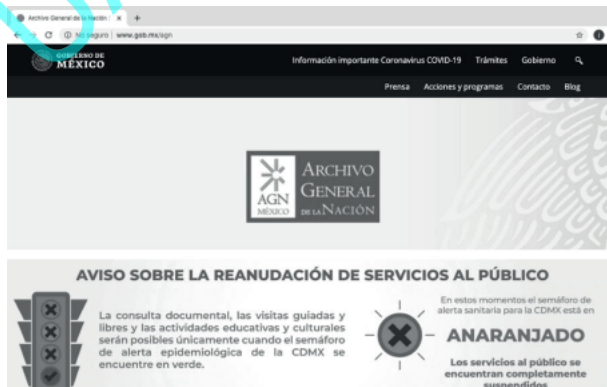 Archivo General de la Nación
No seguro www.gob.mx/agn
GOBIERNO DE
MÉXICO
Información importante Coronavirus COVID-19 Trámites Gobierno
Prensa Acciones y programas Contacto Blog
AGN
MÉXICO
ARCHIVO
GENERAL
DE LA NACIÓN
AVISO SOBRE LA REANUDACIÓN DE SERVICIOS AL PÚBLICO
La consulta documental, las visitas guiadas y
libres y las actividades educativas y culturales
serán posibles únicamente cuando el semáforo
de alerta epidemiológica de la CDMX se
encuentre en verde.
En estos momentos el semáforo de
alerta sanitaria para la CDMX está en
ANARANJADO
Los servicios al público se
encuentran completamente
suspendidos